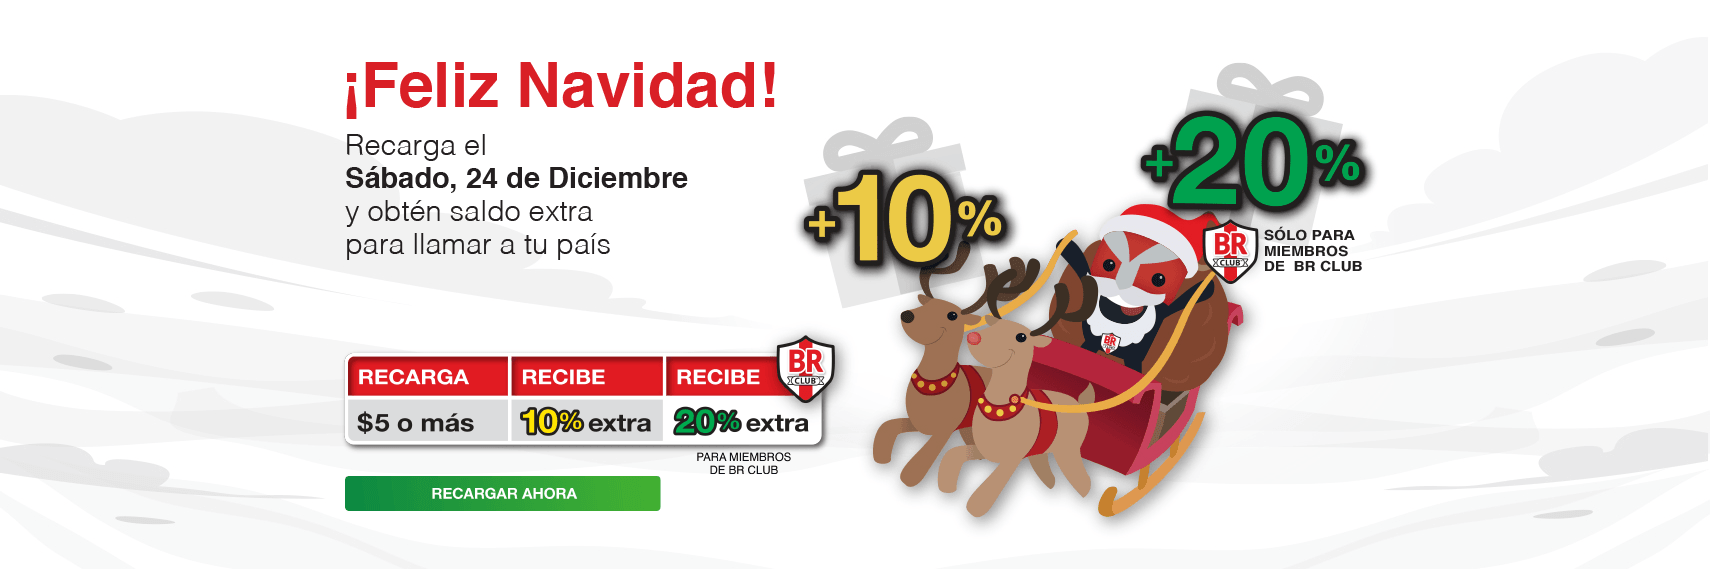 ¡Feliz Navidad!
Recarga el
Sábado, 24 de Diciembre
y obtén saldo extra
para llamar a tu país
+10%
+20%
BR
CLUB
SÓLO PARA
MIEMBROS
DE BR CLUB
BR
RECARGA RECIBE RECIBE
BR
CLUB
$5 o más 10% extra 20% extra
PARA MIEMBROS
DE BR CLUB
RECARGAR AHORA